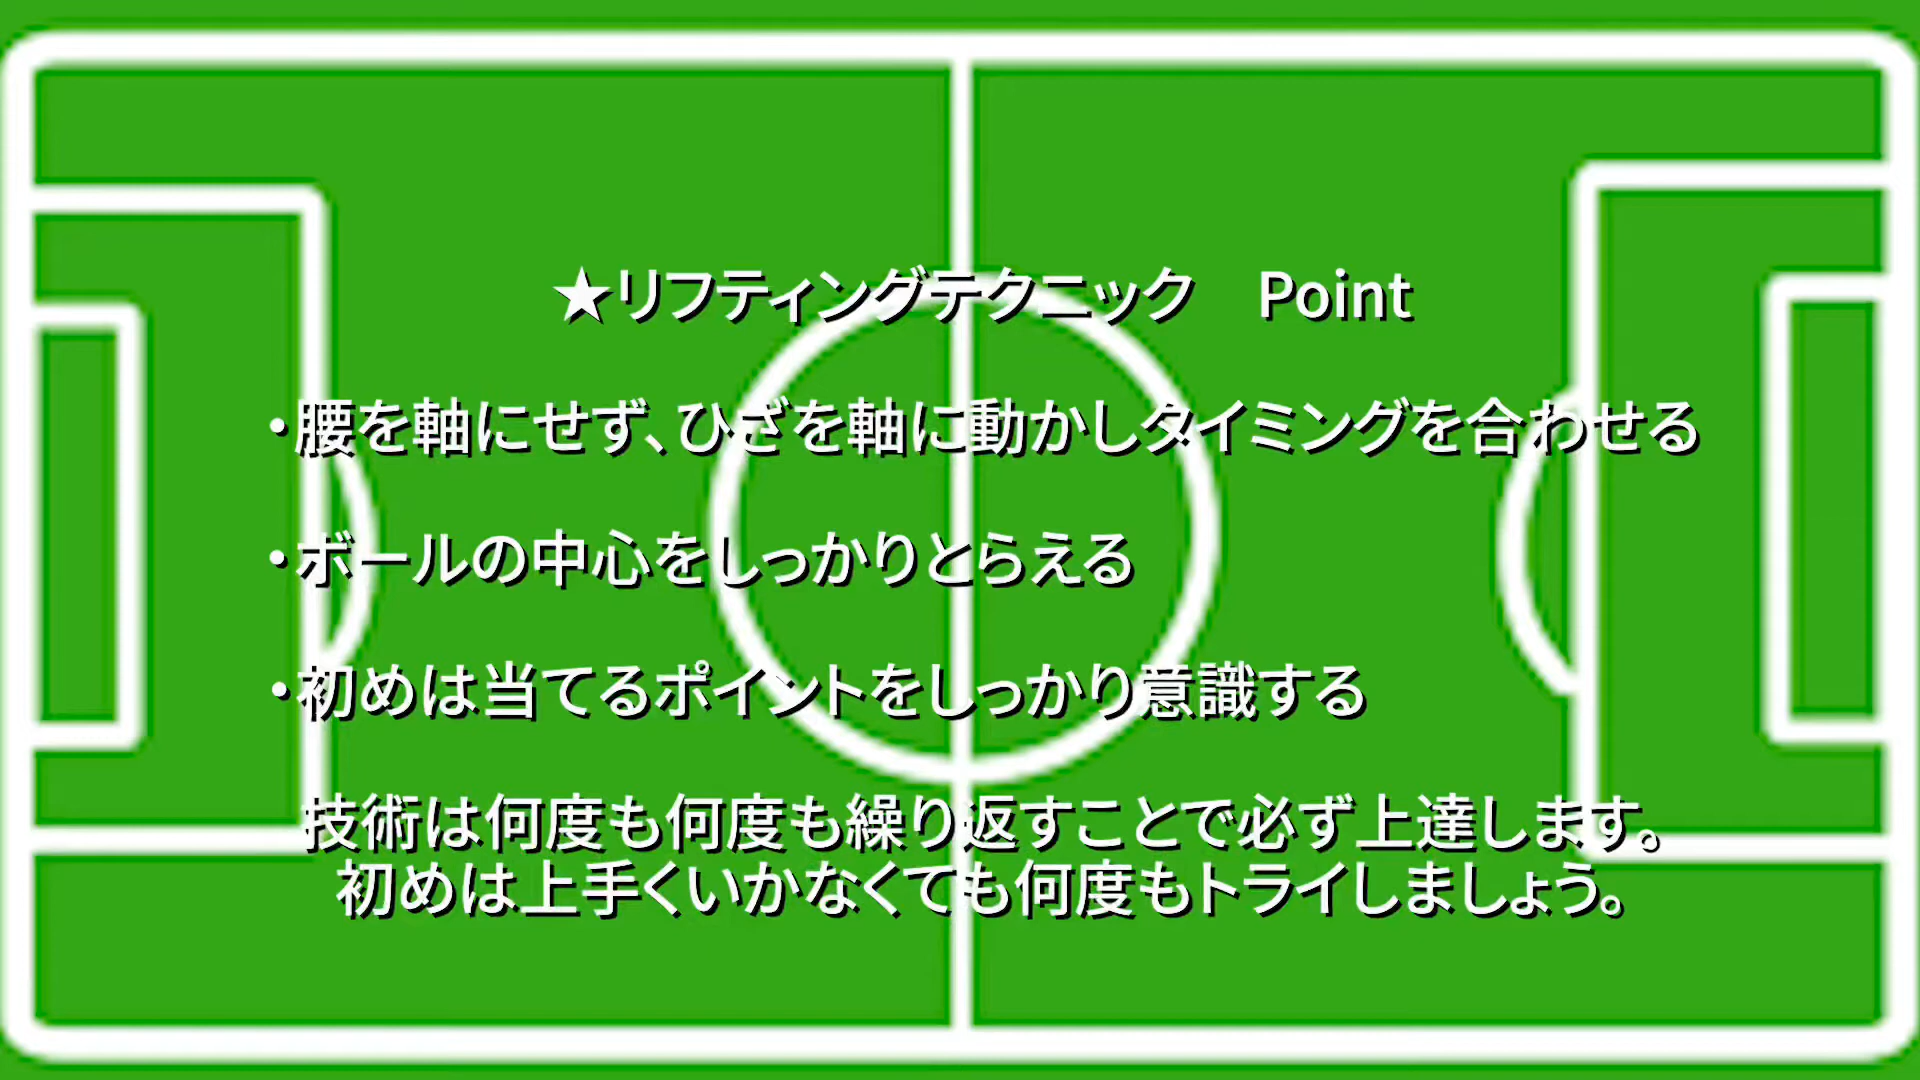 ★リフティングテクニック　Point
・腰を軸にせず、ひざを軸に動かしタイミングを合わせる
・ボールの中心をしっかりとらえる
・初めは当てるポイントをしっかり意識する
技術は何度も何度も繰り返すことで必ず上達します。
初めは上手くいかなくても何度もトライしましょう。